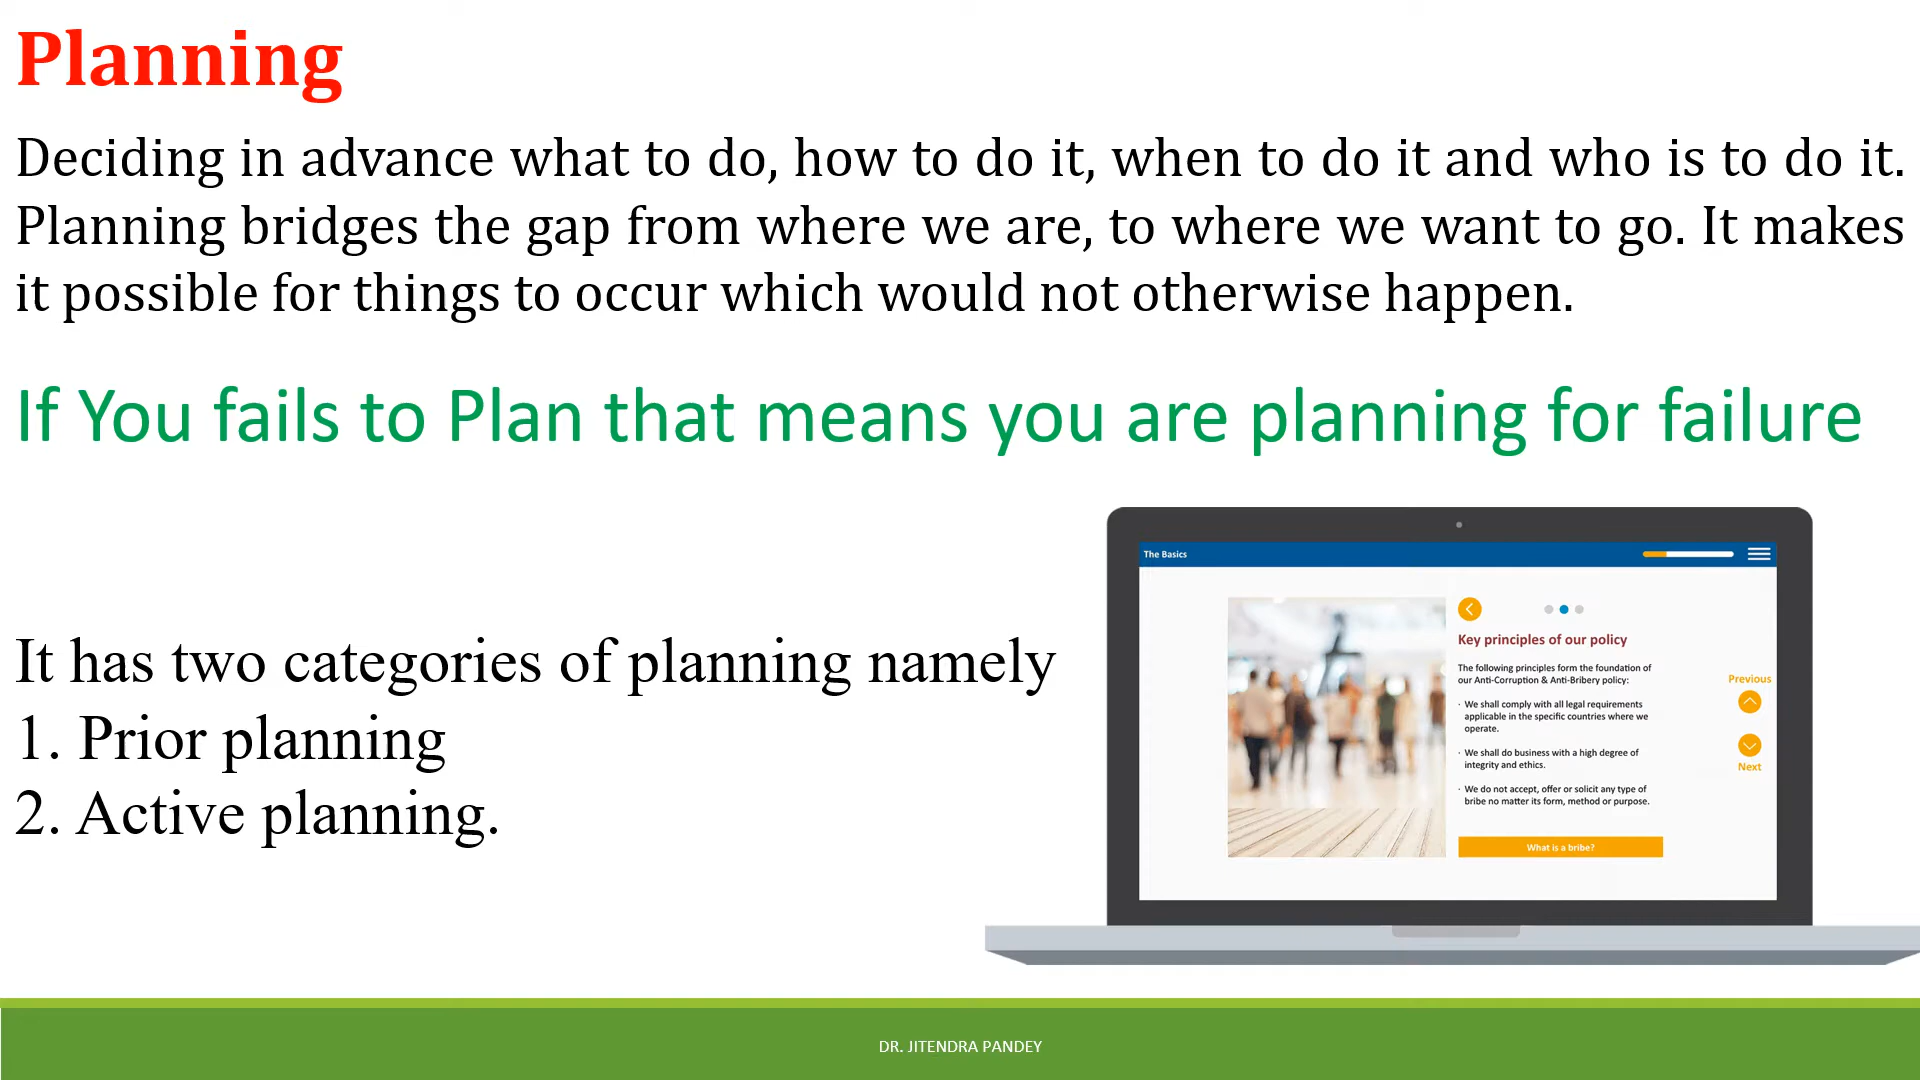 Planning
Deciding in advance what to do, how to do it, when to do it and who is to do it.
Planning bridges the gap from where we are, to where we want to go. It makes
it possible for things to occur which would not otherwise happen.
If You fails to Plan that means you are planning for failure
It has two categories of planning namely
1. Prior planning
2. Active planning.
The Basics
Key principles of our policy
The following principles form the foundation of
our Anti-Corruption & Anti-Bribery policy:
· We shall comply with all legal requirements
applicable in the specific countries where we
operate.
· We shall do business with a high degree of
integrity and ethics.
· We do not accept, offer or solicit any type of
bribe no matter its form, method or purpose.
What is a bribe?
Previous
Next
DR. JITENDRA PANDEY